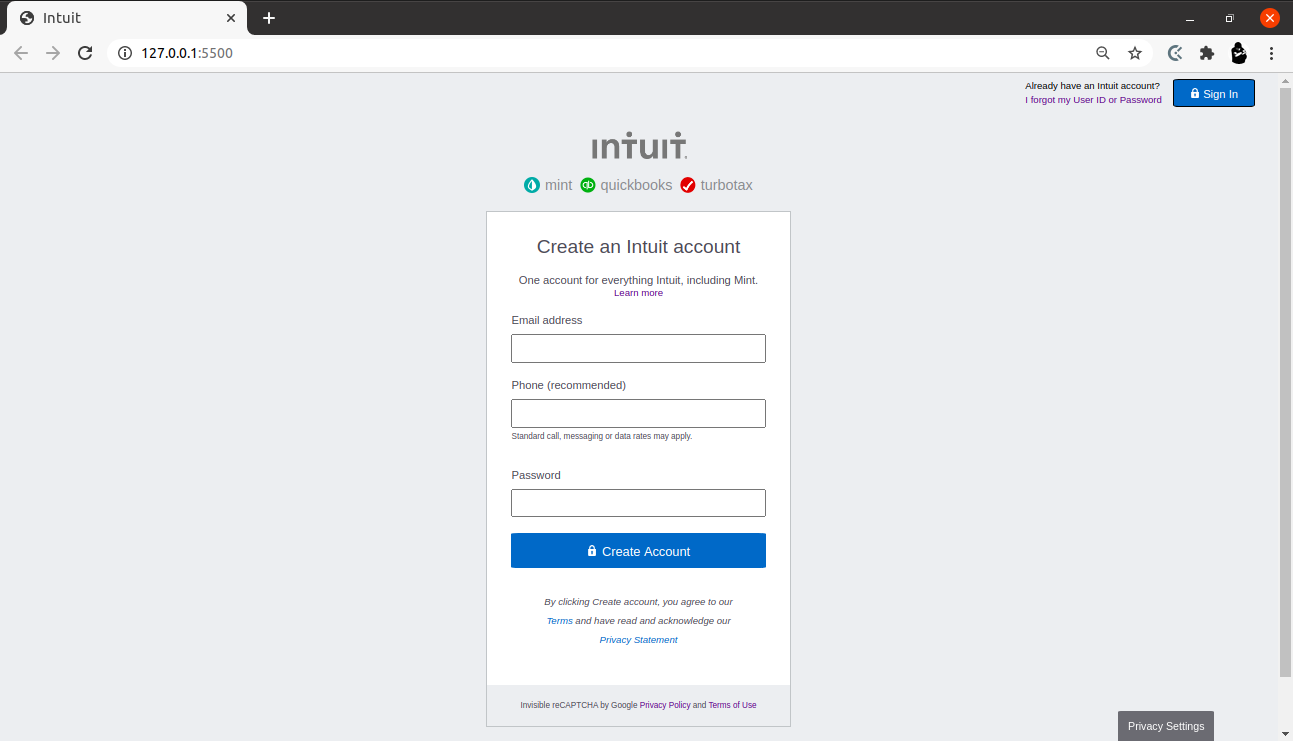 Intuit
127.0.0.1:5500
Already have an Intuit account?
I forgot my User ID or Password
Sign In
intuit.
mint quickbooks turbotax
Create an Intuit account
One account for everything Intuit, including Mint.
Learn more
Email address
Phone (recommended)
Standard call, messaging or data rates may apply.
Password
Create Account
By clicking Create account, you agree to our
Terms and have read and acknowledge our
Privacy Statement
Invisible reCAPTCHA by Google Privacy Policy and Terms of Use
Privacy Settings